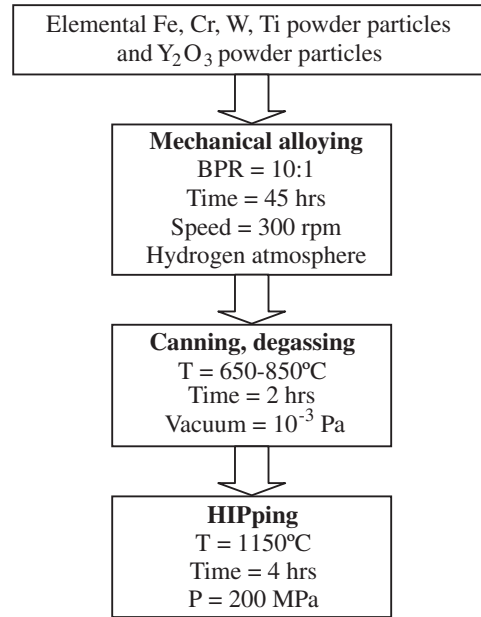 Elemental Fe, Cr, W, Ti powder particles
and Y₂O₃ powder particles
Mechanical alloying
BPR = 10:1
Time = 45 hrs
Speed = 300 rpm
Hydrogen atmosphere
Canning, degassing
T = 650-850ºC
Time = 2 hrs
Vacuum = 10⁻³ Pa
HIPping
T = 1150ºC
Time = 4 hrs
P = 200 MPa